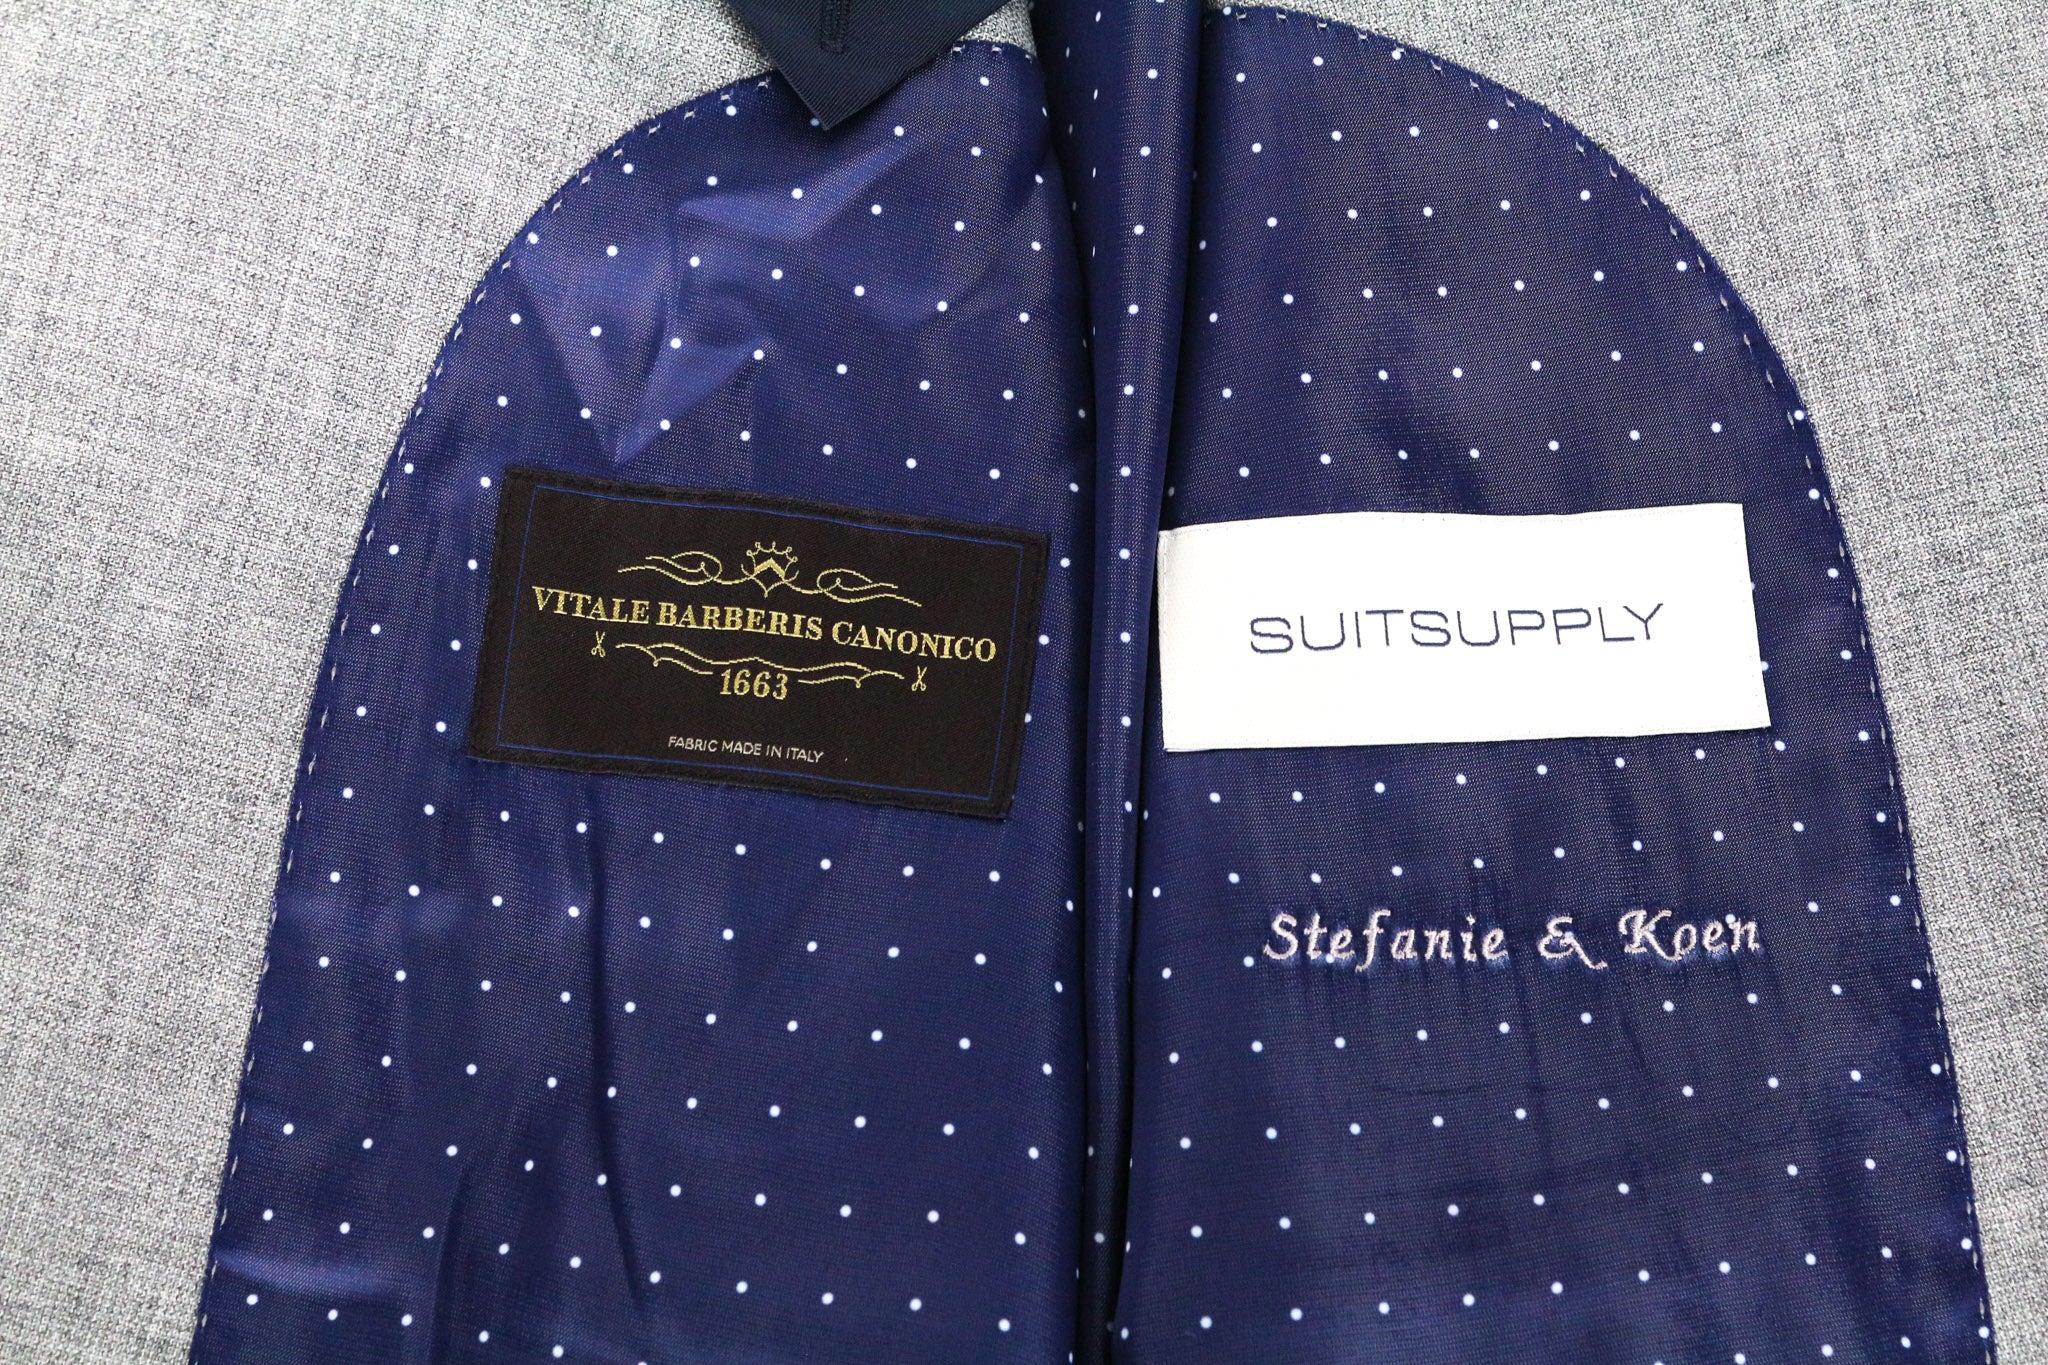 VITALE BARBERIS CANONICO
1663
FABRIC MADE IN ITALY
SUITSUPPLY
Stefanie & Koen